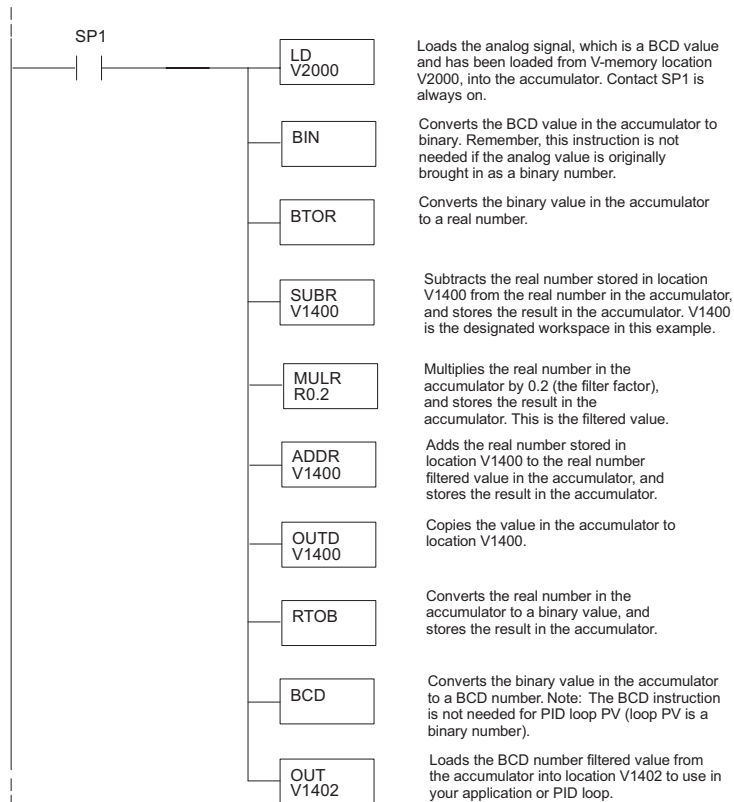 SP1
LD
V2000
Loads the analog signal, which is a BCD value
and has been loaded from V-memory location
V2000, into the accumulator. Contact SP1 is
always on.
BIN
Converts the BCD value in the accumulator to
binary. Remember, this instruction is not
needed if the analog value is originally
brought in as a binary number.
BTOR
Converts the binary value in the accumulator
to a real number.
SUBR
V1400
Subtracts the real number stored in location
V1400 from the real number in the accumulator,
and stores the result in the accumulator. V1400
is the designated workspace in this example.
MULR
R0.2
Multiplies the real number in the
accumulator by 0.2 (the filter factor),
and stores the result in the
accumulator. This is the filtered value.
ADDR
V1400
Adds the real number stored in
location V1400 to the real number
filtered value in the accumulator, and
stores the result in the accumulator.
OUTD
V1400
Copies the value in the accumulator to
location V1400.
RTOB
Converts the real number in the
accumulator to a binary value, and
stores the result in the accumulator.
BCD
Converts the binary value in the accumulator
to a BCD number. Note: The BCD instruction
is not needed for PID loop PV (loop PV is a
binary number).
OUT
V1402
Loads the BCD number filtered value from
the accumulator into location V1402 to use in
your application or PID loop.